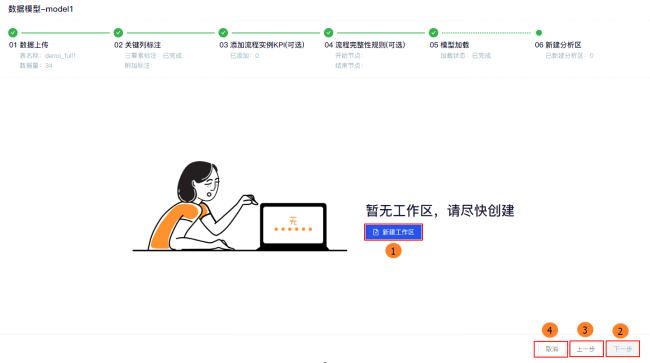 数据模型-model1
01 数据上传
表名称: demo_full1
数据量: 34
02 关键列标注
三要素标注: 已完成
附加标注:
03 添加流程实例KPI(可选)
已添加: 0
04 流程完整性规则(可选)
开始节点:
结束节点:
05 模型加载
加载状态: 已完成
06 新建分析区
已新建分析区: 0
无
暂无工作区，请尽快创建
新建工作区
1
4
3
2
取消
上一步
下一步